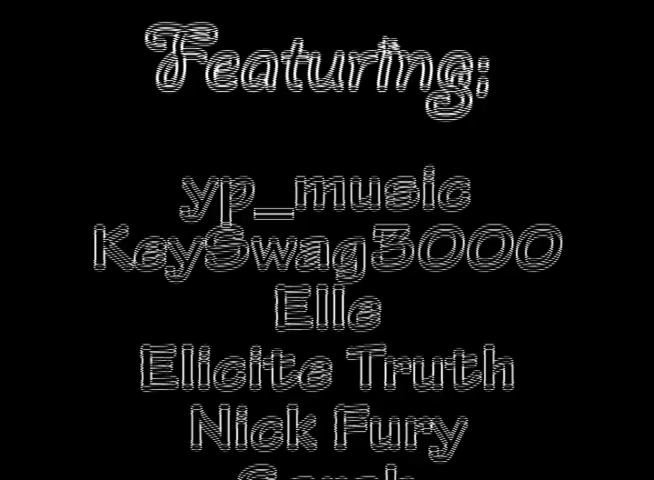 Featuring;
yp_music
KeySwag3000
Elle
Elicite Truth
Nick Fury